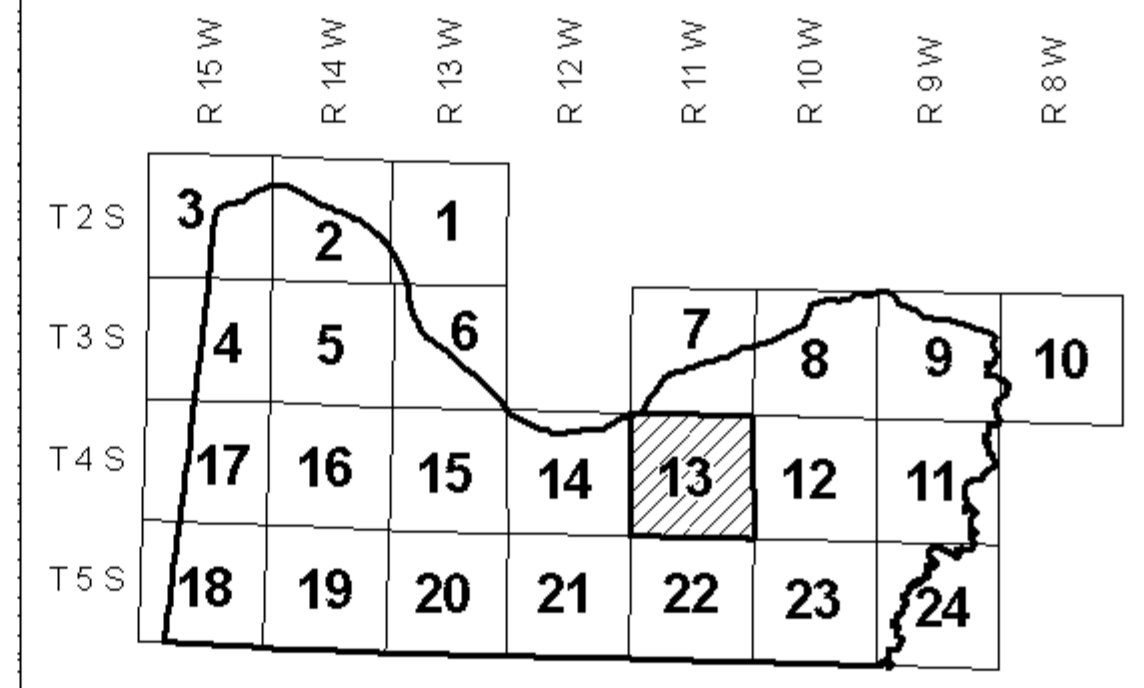 R 15 W R 14 W R 13 W R 12 W R 11 W R 10 W R 9 W R 8 W
T 2 S 3 2 1
T 3 S 4 5 6 7 8 9 10
T 4 S 17 16 15 14 13 12 11
T 5 S 18 19 20 21 22 23 24